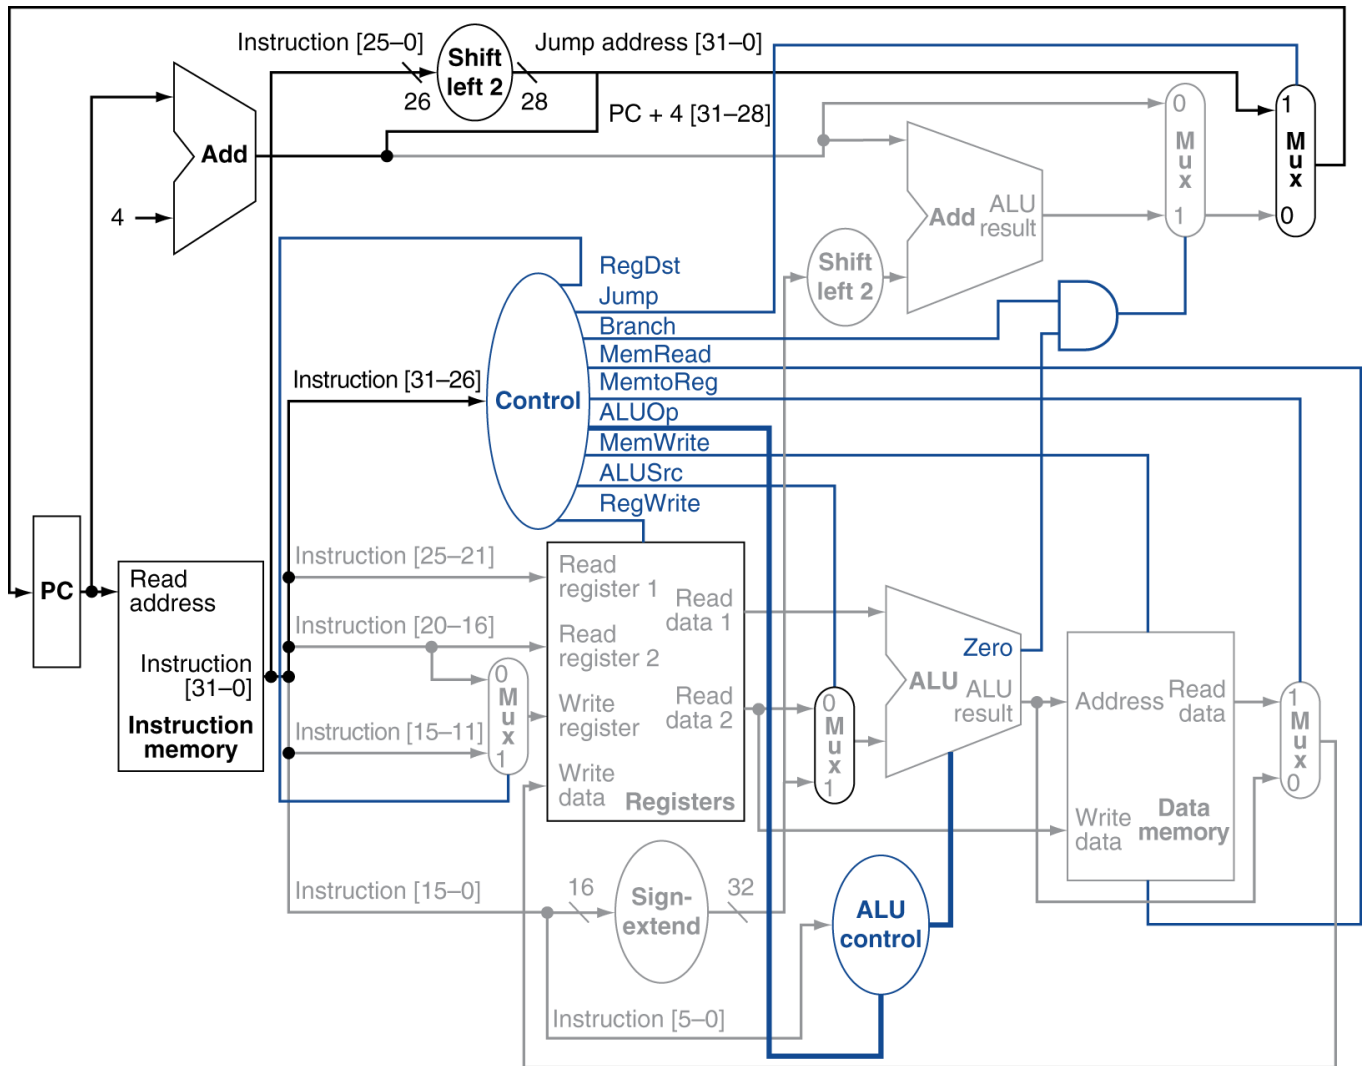 Instruction [25–0]
Shift
left 2
Jump address [31–0]
26
28
PC + 4 [31–28]
Add
4
0
M
u
x
1
1
M
u
x
0
Add
ALU
result
Shift
left 2
RegDst
Jump
Branch
MemRead
MemtoReg
ALUOp
MemWrite
ALUSrc
RegWrite
Instruction [31–26]
Control
PC
Read
address
Instruction
[31–0]
Instruction
memory
Instruction [25–21]
Instruction [20–16]
Instruction [15–11]
0
M
u
x
1
Read
register 1
Read
register 2
Write
register
Write
data
Read
data 1
Read
data 2
Registers
0
M
u
x
1
Zero
ALU
ALU
result
Address
Read
data
Write
data
Data
memory
1
M
u
x
0
Instruction [15–0]
16
Sign-
extend
32
ALU
control
Instruction [5–0]